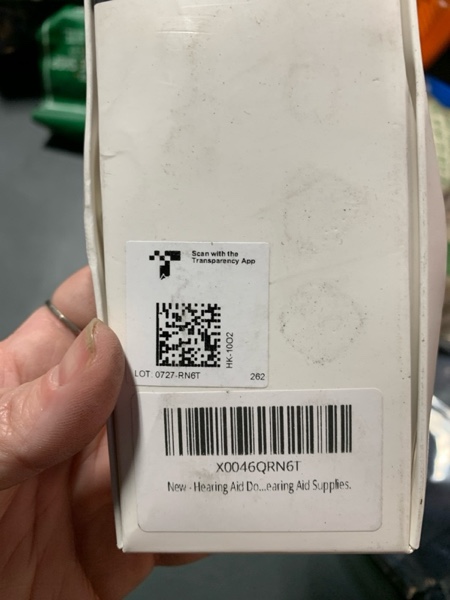 Scan with the
Transparency App
HK-10O2
LOT: 0727-RN6T
262
X0046QRN6T
New - Hearing Aid Do...earing Aid Supplies.